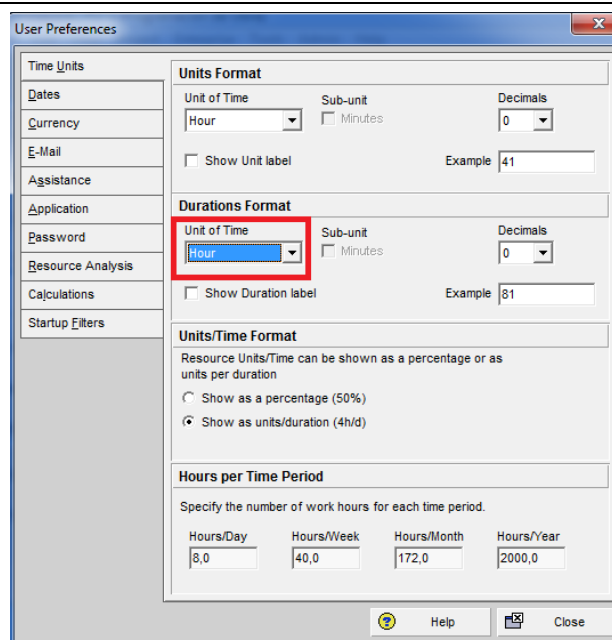 User Preferences
Time Units
Dates
Currency
E-Mail
Assistance
Application
Password
Resource Analysis
Calculations
Startup Filters
Units Format
Unit of Time
Sub-unit
Decimals
Hour
Minutes
0
Show Unit label
Example
41
Durations Format
Unit of Time
Sub-unit
Decimals
Hour
Minutes
0
Show Duration label
Example
81
Units/Time Format
Resource Units/Time can be shown as a percentage or as
units per duration
Show as a percentage (50%)
Show as units/duration (4h/d)
Hours per Time Period
Specify the number of work hours for each time period.
Hours/Day
Hours/Week
Hours/Month
Hours/Year
8,0
40,0
172,0
2000,0
Help
Close